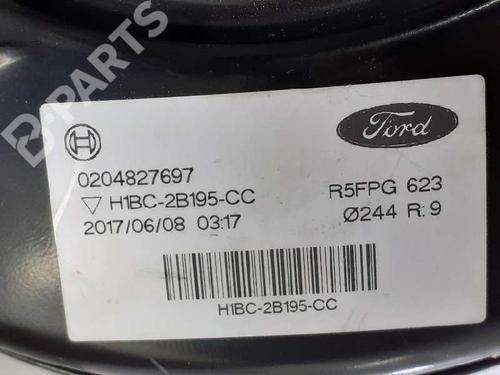 B-PARTS
Ford
0204827697
▽ H1BC-2B195-CC
2017/06/08 03:17
R5FPG 623
Ø244 R:9
H1BC-2B195-CC